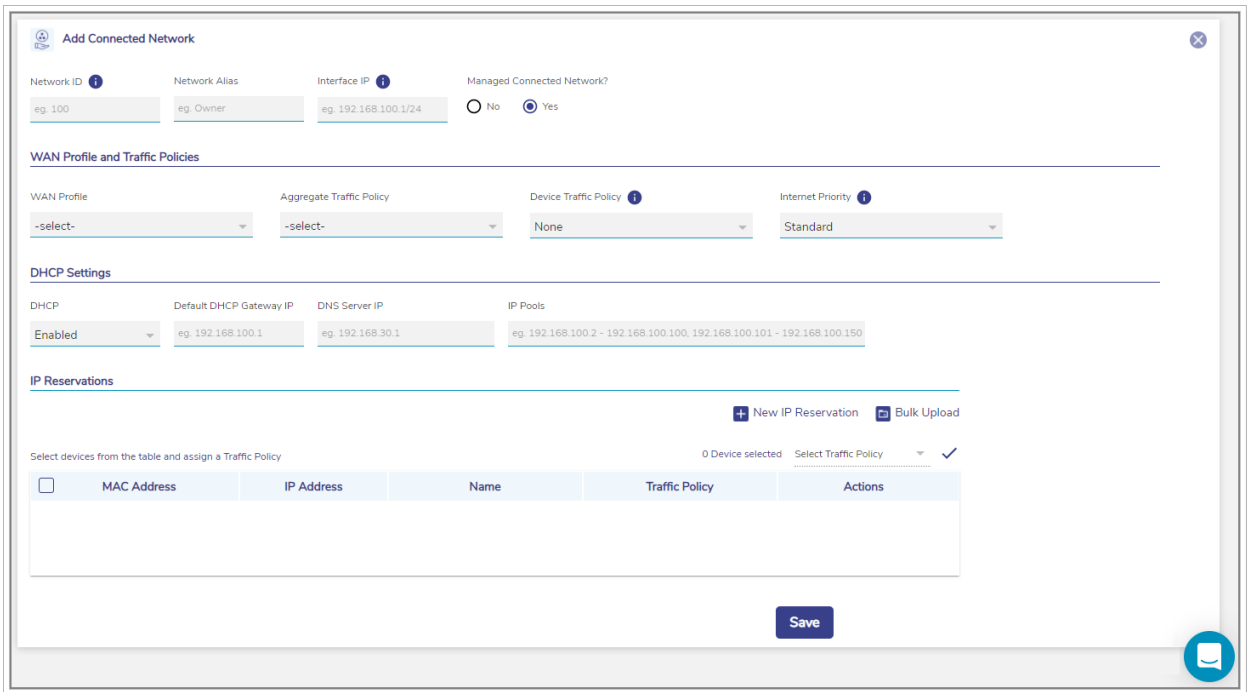 Add Connected Network
Network ID Network Alias Interface IP Managed Connected Network?
eg. 100 eg. Owner eg. 192.168.100.1/24 No Yes
WAN Profile and Traffic Policies
WAN Profile Aggregate Traffic Policy Device Traffic Policy Internet Priority
-select- -select- None Standard
DHCP Settings
DHCP Default DHCP Gateway IP DNS Server IP IP Pools
Enabled eg. 192.168.100.1 eg. 192.168.30.1 eg. 192.168.100.2 - 192.168.100.100, 192.168.100.101 - 192.168.100.150
IP Reservations
New IP Reservation Bulk Upload
Select devices from the table and assign a Traffic Policy 0 Device selected Select Traffic Policy
MAC Address IP Address Name Traffic Policy Actions
Save